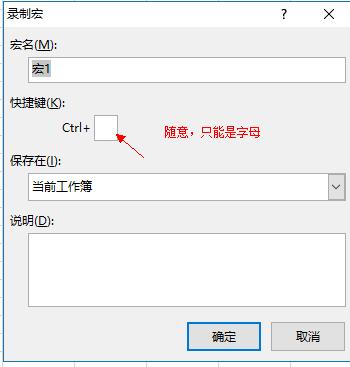 录制宏 ? ×
宏名(M):
宏1
快捷键(K):
Ctrl+ 随意，只能是字母
保存在(I):
当前工作簿
说明(D):
确定 取消